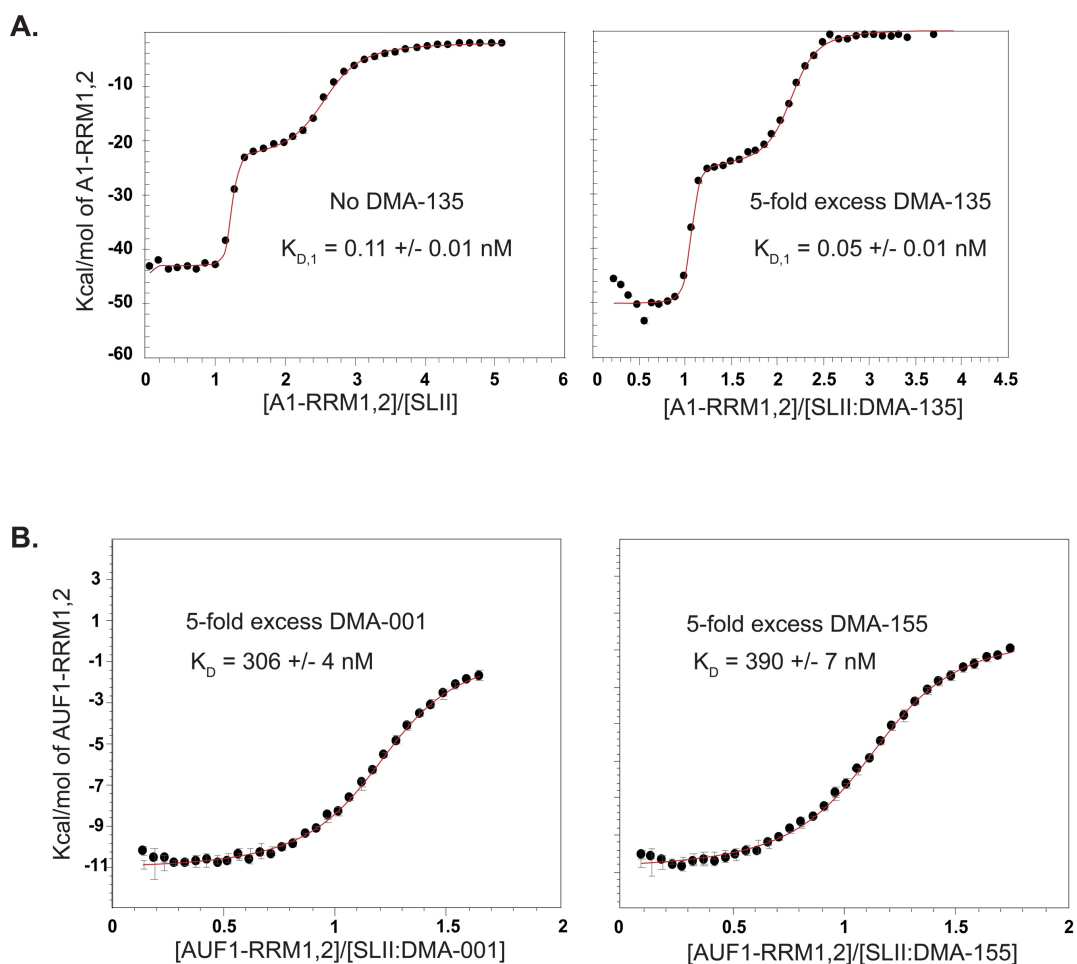 A.
Kcal/mol of A1-RRM1,2
-10
-20
-30
-40
-50
-60
No DMA-135
K_D,1 = 0.11 +/- 0.01 nM
0 1 2 3 4 5 6
[A1-RRM1,2]/[SLII]
5-fold excess DMA-135
K_D,1 = 0.05 +/- 0.01 nM
0 0.5 1 1.5 2 2.5 3 3.5 4 4.5
[A1-RRM1,2]/[SLII:DMA-135]
B.
Kcal/mol of AUF1-RRM1,2
3
1
-1
-3
-5
-7
-9
-11
5-fold excess DMA-001
K_D = 306 +/- 4 nM
0 0.5 1 1.5 2
[AUF1-RRM1,2]/[SLII:DMA-001]
5-fold excess DMA-155
K_D = 390 +/- 7 nM
0 0.5 1 1.5 2
[AUF1-RRM1,2]/[SLII:DMA-155]